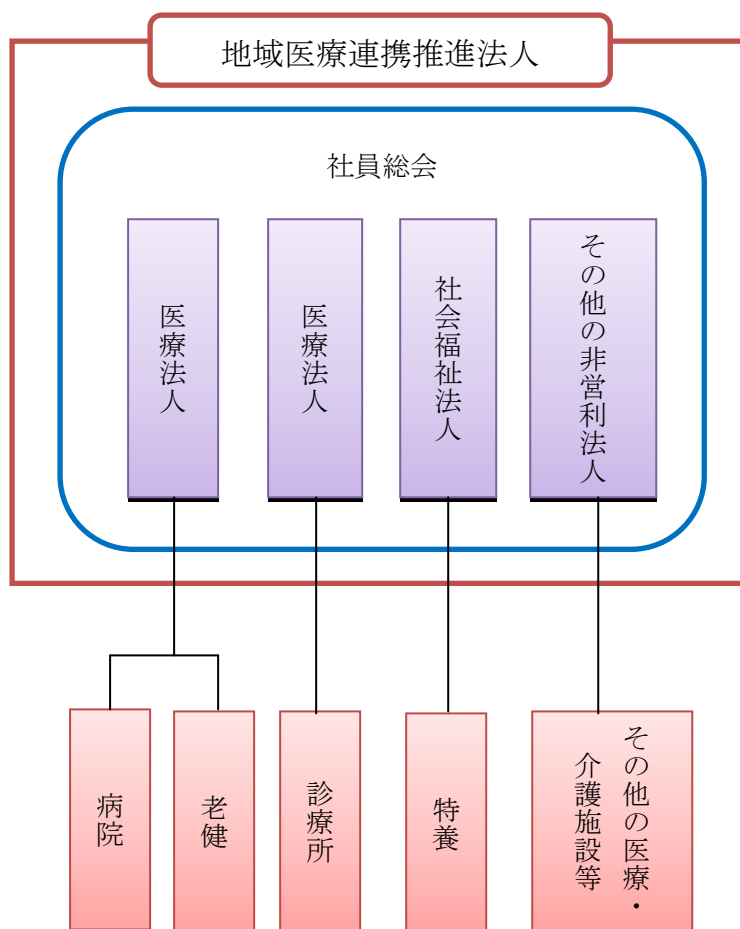 地域医療連携推進法人
社員総会
医療法人
医療法人
社会福祉法人
その他の非営利法人
病院
老健
診療所
特養
その他の医療・
介護施設等